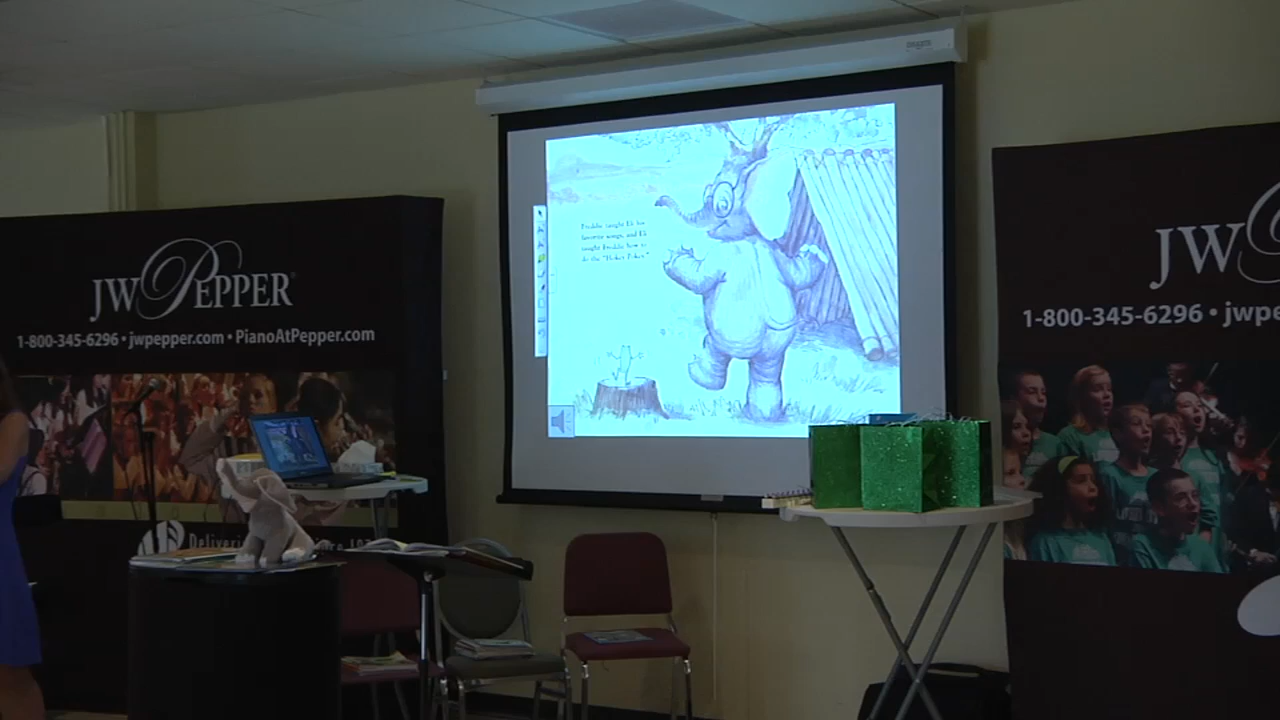 JW PEPPER
1-800-345-6296 • jwpepper.com • PianoAtPepper.com
Freddie taught Eli his
favorite songs, and Eli
taught Freddie how to
do the "Hokey Pokey."
JW
1-800-345-6296 • jwpe